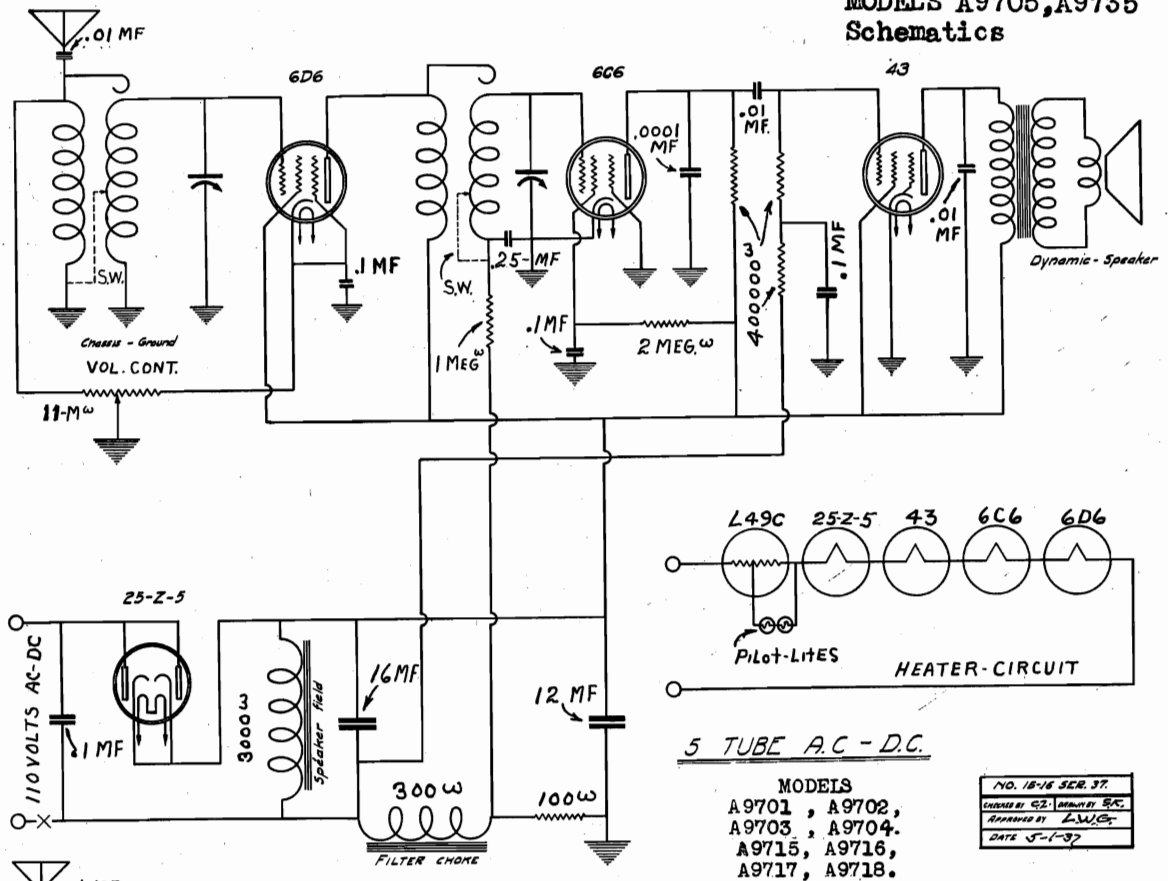 MODELS A9705,A9735
Schematics
.01 MF
6D6
6C6
43
.01
MF.
.0001
MF
.01
MF
.1 MF
S.W.
.25-MF
S.W.
.1 MF
400000ω
.1 MF
Dynamic-Speaker
Chassis - Ground
VOL. CONT.
1 MEG ω
2 MEG. ω
11-M ω
L49C
25-Z-5
43
6C6
6D6
PILOT-LITES
HEATER-CIRCUIT
25-Z-5
110 VOLTS AC-DC
.1 MF
3000ω
Speaker field
16 MF
12 MF
300 ω
100 ω
FILTER CHOKE
5 TUBE A.C - D.C.
MODELS
A9701 , A9702,
A9703 , A9704.
A9715, A9716,
A9717, A9718.
NO. 15-16 SER. 37.
CHECKED BY C.Z. DRAWN BY S.K.
APPROVED BY L.W.G.
DATE 5-1-37